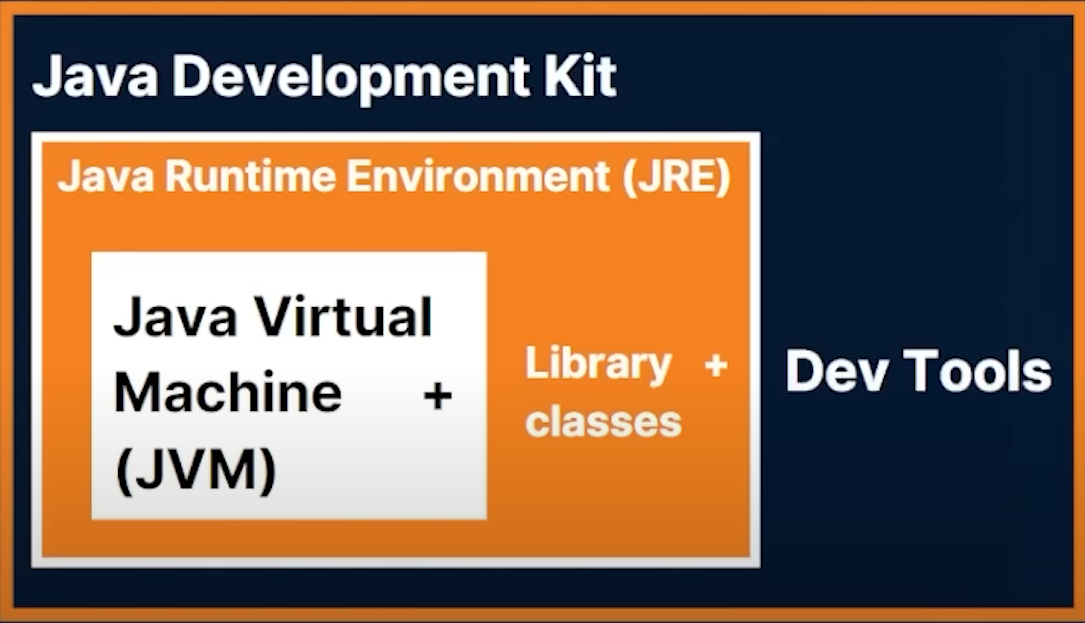 Java Development Kit
Java Runtime Environment (JRE)
Java Virtual
Machine +
(JVM)
Library +
classes
Dev Tools